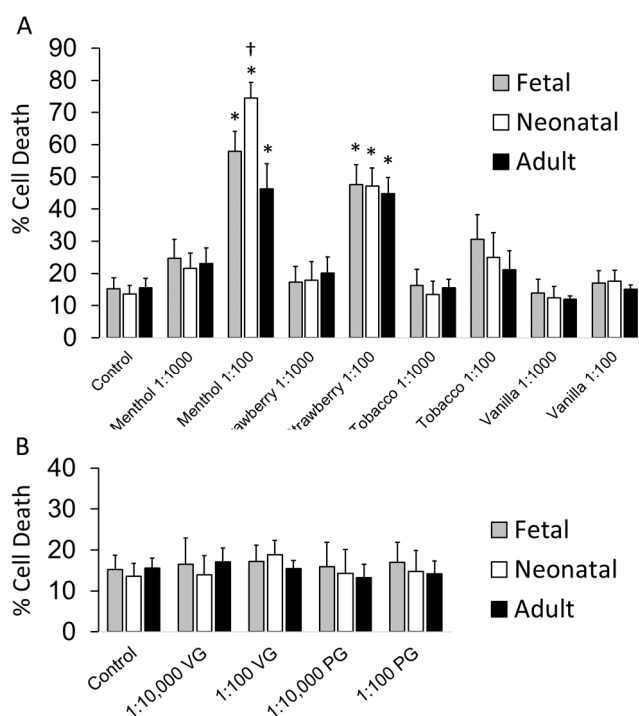 A
% Cell Death
90
80
70
60
50
40
30
20
10
0
†
*
*
*
*
*
*
Fetal
Neonatal
Adult
Control
Menthol 1:1000
Menthol 1:100
rawberry 1:1000
trawberry 1:100
Tobacco 1:1000
Tobacco 1:100
Vanilla 1:1000
Vanilla 1:100
B
% Cell Death
40
30
20
10
0
Fetal
Neonatal
Adult
Control
1:10,000 VG
1:100 VG
1:10,000 PG
1:100 PG